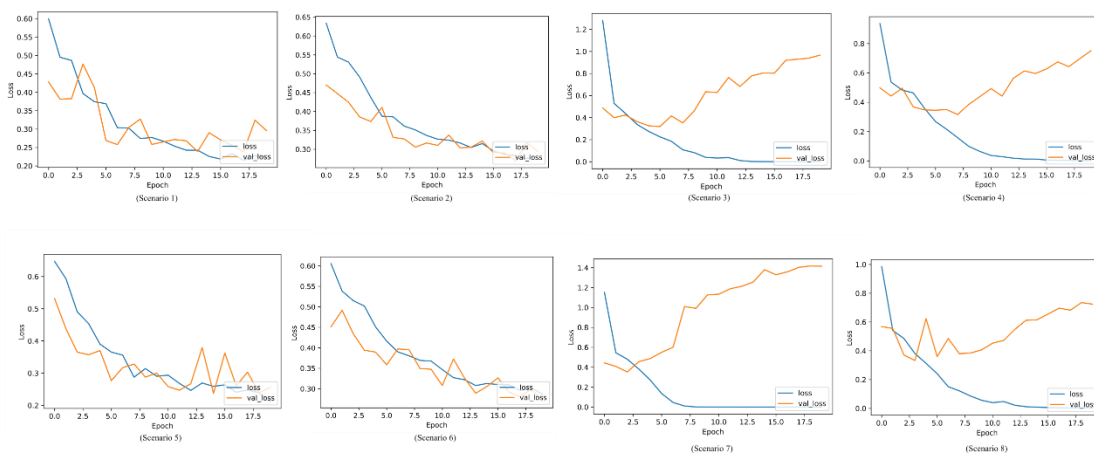 0.60
0.55
0.50
0.45
0.40
0.35
0.30
0.25
0.20
Loss
loss
val_loss
0.0 2.5 5.0 7.5 10.0 12.5 15.0 17.5
Epoch
(Scenario 1)
0.65
0.60
0.55
0.50
0.45
0.40
0.35
0.30
Loss
loss
val_loss
0.0 2.5 5.0 7.5 10.0 12.5 15.0 17.5
Epoch
(Scenario 2)
1.2
1.0
0.8
0.6
0.4
0.2
0.0
Loss
loss
val_loss
0.0 2.5 5.0 7.5 10.0 12.5 15.0 17.5
Epoch
(Scenario 3)
0.8
0.6
0.4
0.2
0.0
Loss
loss
val_loss
0.0 2.5 5.0 7.5 10.0 12.5 15.0 17.5
Epoch
(Scenario 4)
0.6
0.5
0.4
0.3
0.2
Loss
loss
val_loss
0.0 2.5 5.0 7.5 10.0 12.5 15.0 17.5
Epoch
(Scenario 5)
0.60
0.55
0.50
0.45
0.40
0.35
0.30
Loss
loss
val_loss
0.0 2.5 5.0 7.5 10.0 12.5 15.0 17.5
Epoch
(Scenario 6)
1.4
1.2
1.0
0.8
0.6
0.4
0.2
0.0
Loss
loss
val_loss
0.0 2.5 5.0 7.5 10.0 12.5 15.0 17.5
Epoch
(Scenario 7)
1.0
0.8
0.6
0.4
0.2
0.0
Loss
loss
val_loss
0.0 2.5 5.0 7.5 10.0 12.5 15.0 17.5
Epoch
(Scenario 8)